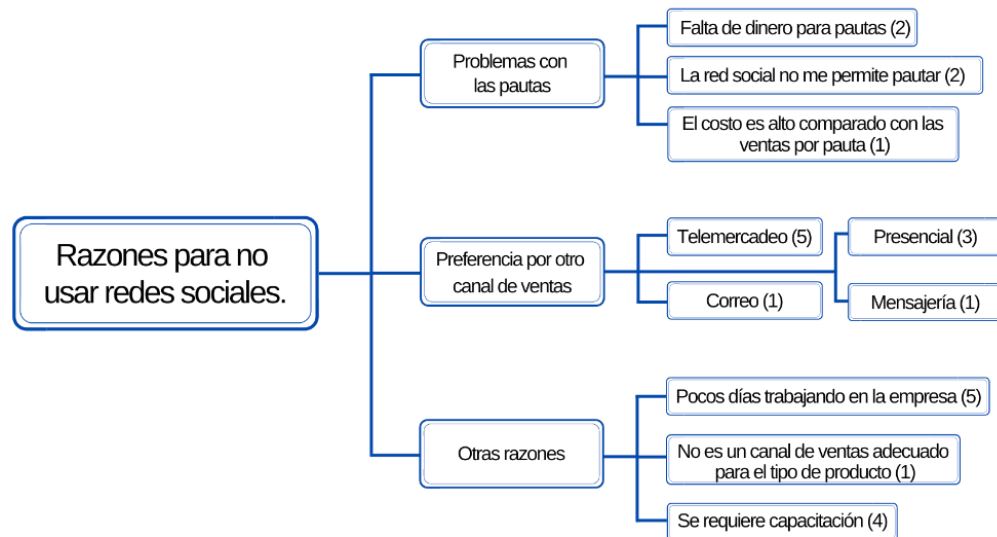 Razones para no
usar redes sociales.
Problemas con
las pautas
Falta de dinero para pautas (2)
La red social no me permite pautar (2)
El costo es alto comparado con las
ventas por pauta (1)
Preferencia por otro
canal de ventas
Telemercadeo (5)
Presencial (3)
Correo (1)
Mensajería (1)
Otras razones
Pocos días trabajando en la empresa (5)
No es un canal de ventas adecuado
para el tipo de producto (1)
Se requiere capacitación (4)